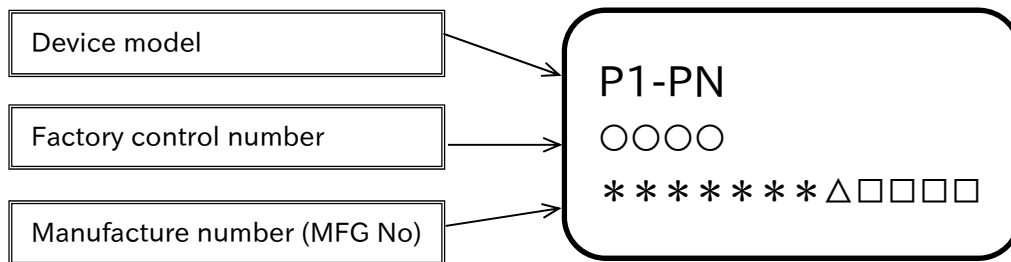 Device model
Factory control number
Manufacture number (MFG No)
P1-PN
○○○○
*******△□□□□